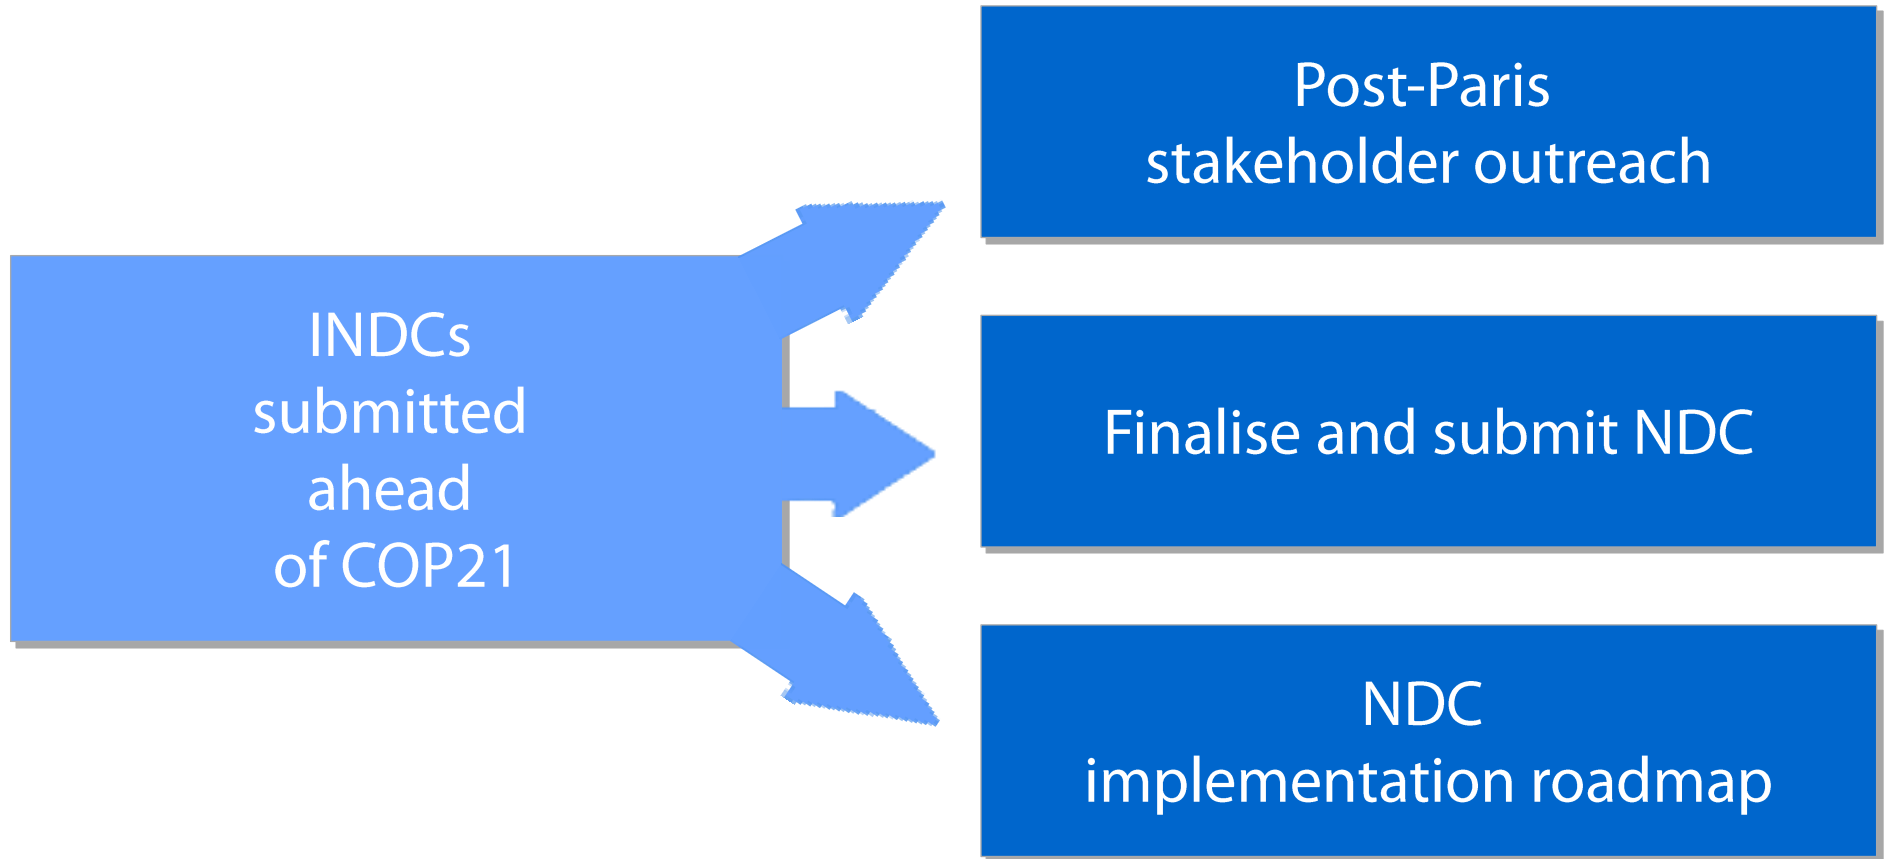 INDCs
submitted
ahead
of COP21
Post-Paris
stakeholder outreach
Finalise and submit NDC
NDC
implementation roadmap